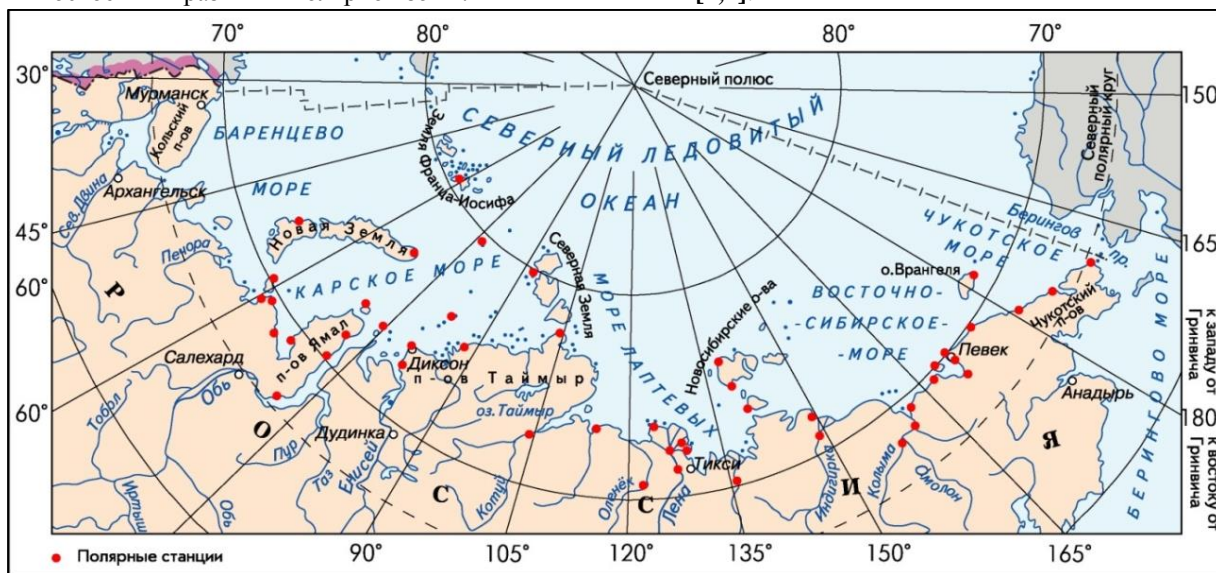 70°
80°
80°
70°
30°
Северный полюс
150
Мурманск
Кольский
п-ов
БАРЕНЦЕВО
Земля Франца-Иосифа
СЕВЕРНЫЙ ЛЕДОВИТЫЙ
ОКЕАН
Северный
полярный круг
Сев. Двина
Архангельск
МОРЕ
Берингов
пр.
ЧУКОТСКОЕ
МОРЕ
45°
Печора
Новая Земля
КАРСКОЕ МОРЕ
Северная Земля
МОРЕ ЛАПТЕВЫХ
Новосибирские о-ва
о.Врангеля
165
60°
ВОСТОЧНО-
-СИБИРСКОЕ-
-МОРЕ
Чукотский
п-ов
БЕРИНГОВО МОРЕ
к западу от
Гринвича
Р
О
С
С
И
Я
Салехард
Обь
п-ов Ямал
Диксон
п-ов Таймыр
Певек
Анадырь
180
60°
Тобол
оз.Таймыр
Дудинка
Пур
Таз
Енисей
Тикси
к востоку от
Гринвича
Иртыш
Обь
Котуй
Оленёк
Лена
Индигирка
Колыма
Омолон
Полярные станции
90°
105°
120°
135°
150°
165°